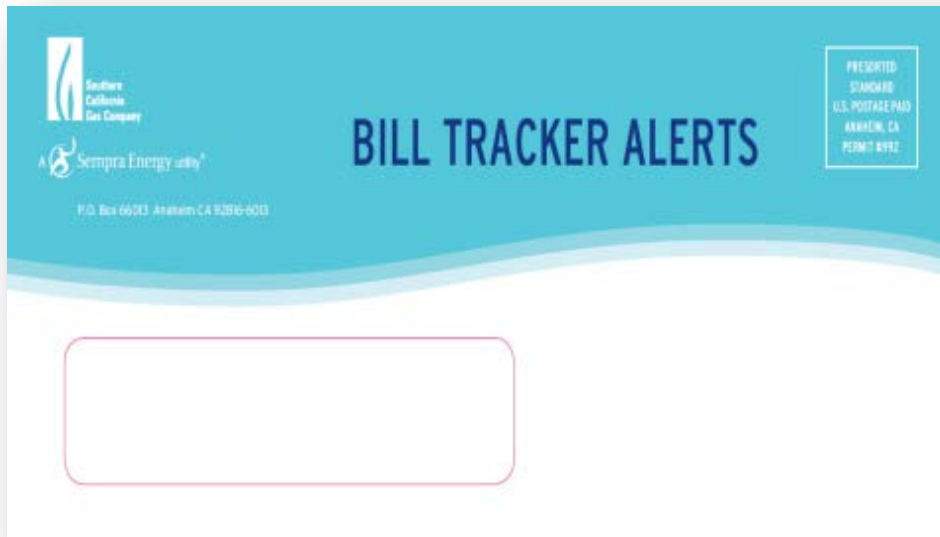 Southern
California
Gas Company
A Sempra Energy utility®
P.O. Box 66013 Anaheim CA 92816-6013
BILL TRACKER ALERTS
PRESORTED
STANDARD
U.S. POSTAGE PAID
ANAHEIM, CA
PERMIT #992